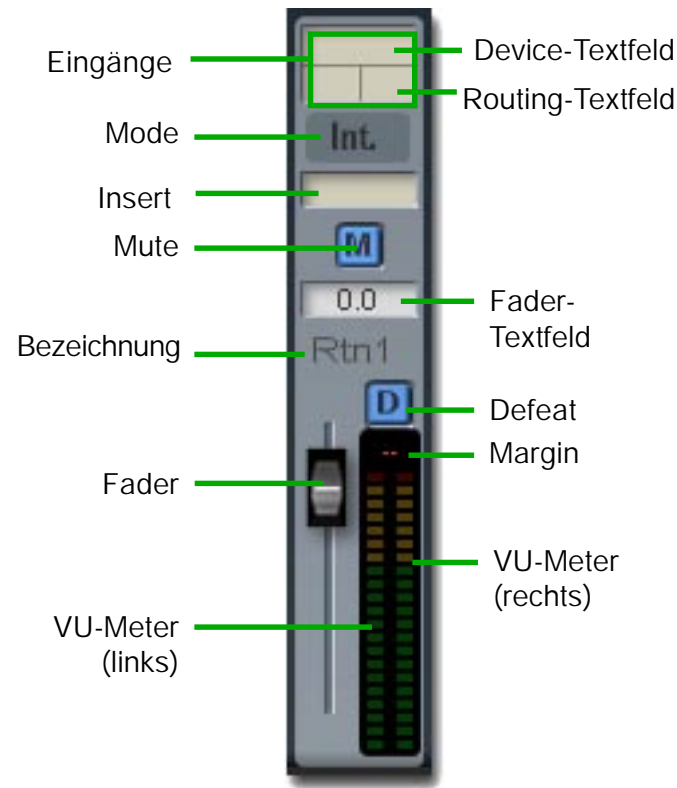 Eingänge
Device-Textfeld
Routing-Textfeld
Mode
Int.
Insert
Mute
M
0.0
Fader-
Textfeld
Bezeichnung
Rtn1
D
Defeat
--
Margin
Fader
VU-Meter
(rechts)
VU-Meter
(links)